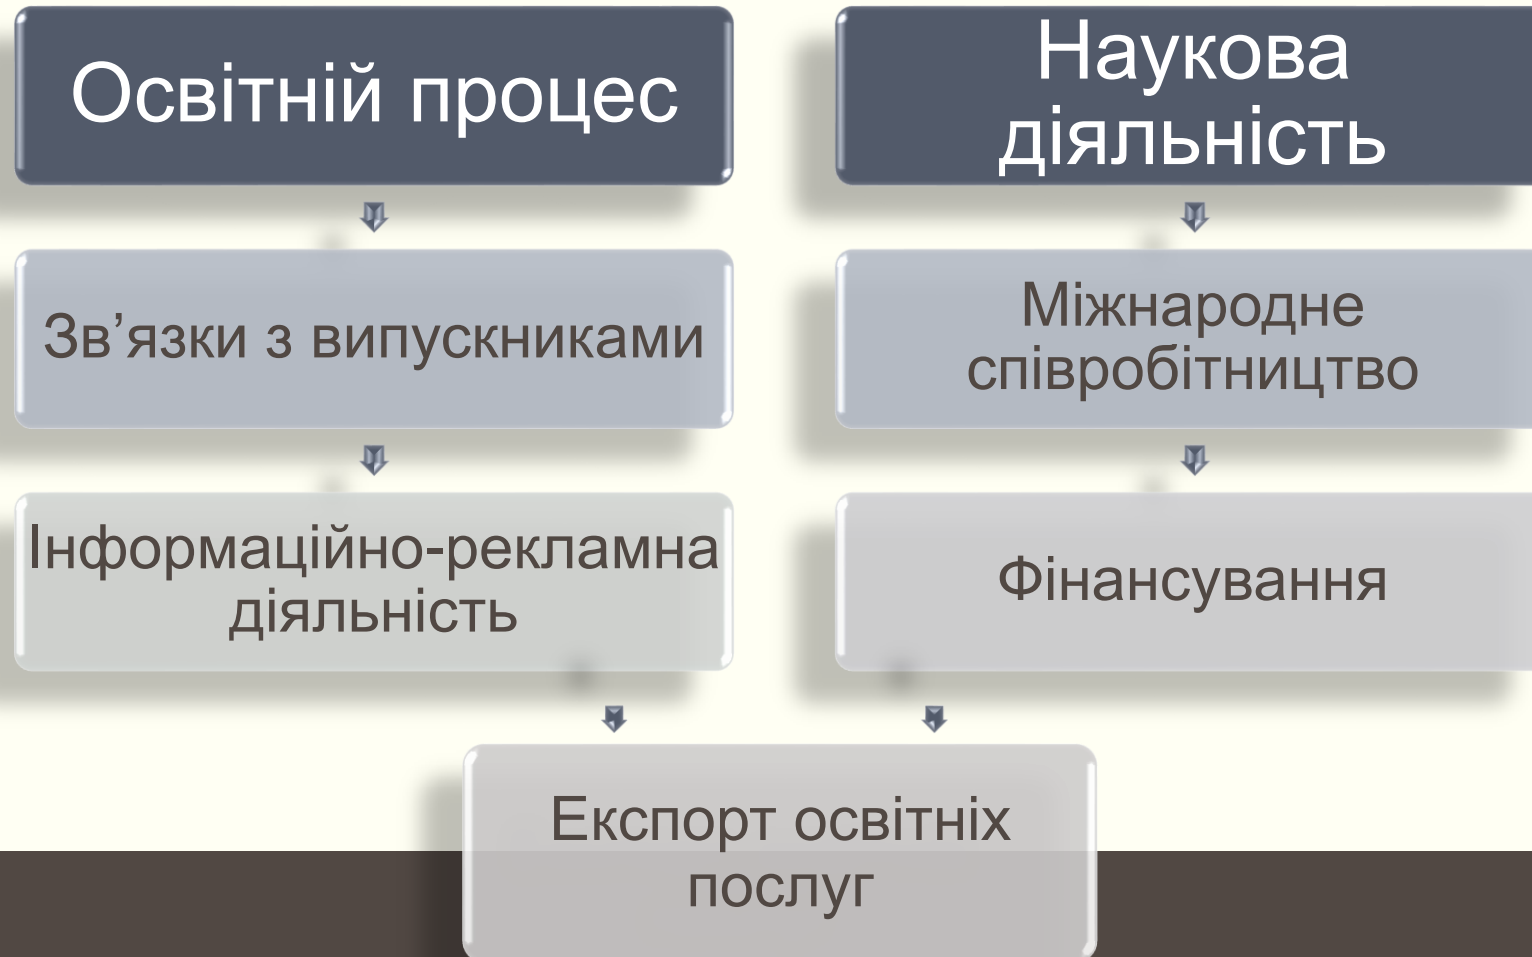 Освітній процес
Зв’язки з випускниками
Інформаційно-рекламна
діяльність
Наукова
діяльність
Міжнародне
співробітництво
Фінансування
Експорт освітніх
послуг